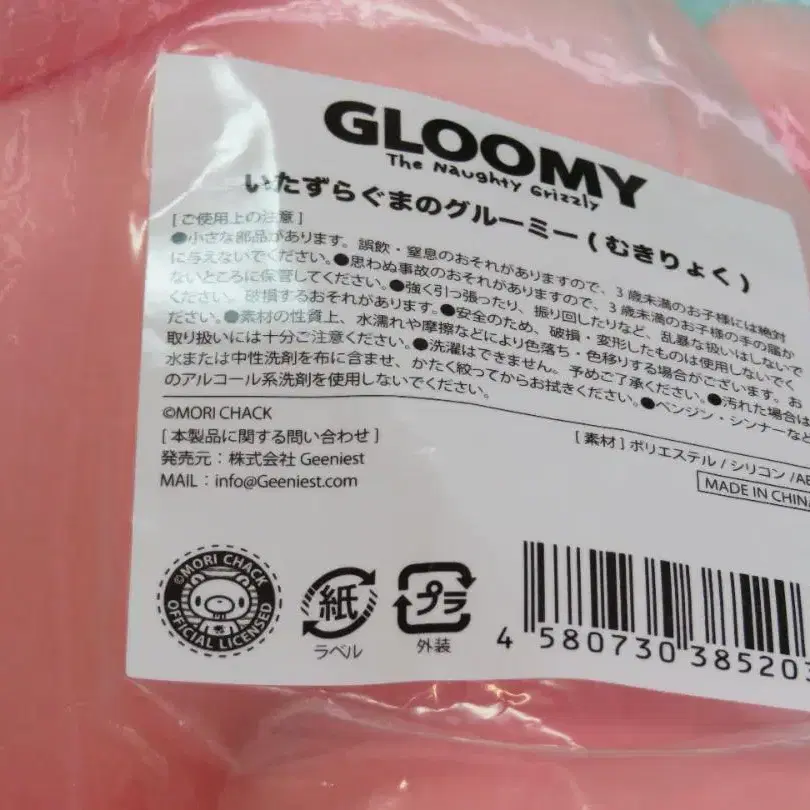 GLOOMY
The Naughty Grizzly
いたずらぐまのグルーミー ( むきりょく )
[ ご使用上の注意 ]
●小さな部品があります。誤飲・窒息のおそれがありますので、3歳未満のお子様には絶対
に与えないでください。●思わぬ事故のおそれがありますので、3歳未満のお子様の手の届か
ないところに保管してください。●強く引っ張ったり、振り回したりなど、乱暴な扱いはしないで
ください。破損するおそれがあります。●安全のため、破損・変形したものは使用しないでく
ださい。●素材の性質上、水濡れや摩擦などにより色落ち・色移りする場合がございます。お
取り扱いには十分ご注意ください。●洗濯はできません。予めご了承ください。●汚れた場合は
水または中性洗剤を布に含ませ、かたく絞ってからお拭きください。●ベンジン・シンナーなど
のアルコール系洗剤を使用しないでください。
©MORI CHACK
[ 本製品に関する問い合わせ ]
発売元：株式会社 Geeniest
MAIL：info@Geeniest.com
[ 素材 ] ポリエステル / シリコン /AB
MADE IN CHINA
©MORI CHACK
OFFICIAL LICENSED
紙
ラベル
プラ
外装
4 580730 385203